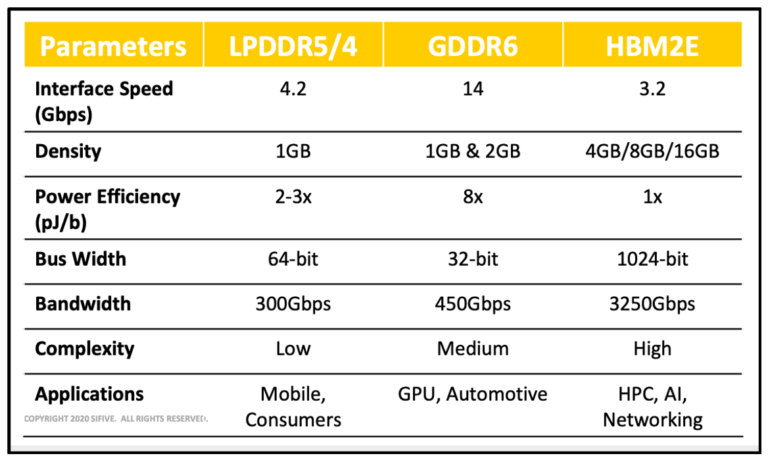 Parameters LPDDR5/4 GDDR6 HBM2E
Interface Speed (Gbps) 4.2 14 3.2
Density 1GB 1GB & 2GB 4GB/8GB/16GB
Power Efficiency (pJ/b) 2-3x 8x 1x
Bus Width 64-bit 32-bit 1024-bit
Bandwidth 300Gbps 450Gbps 3250Gbps
Complexity Low Medium High
Applications Mobile, Consumers GPU, Automotive HPC, AI, Networking
COPYRIGHT 2020 SIFIVE. ALL RIGHTS RESERVED.